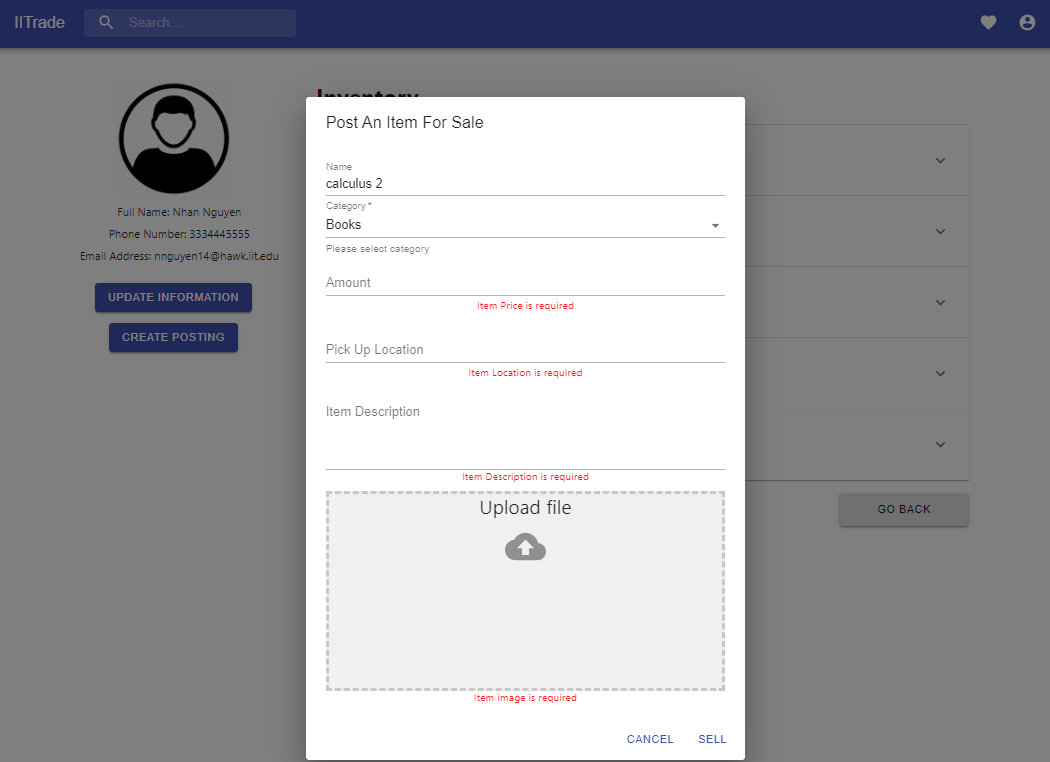 IITrade
Search...
Inventory
Full Name: Nhan Nguyen
Phone Number: 3334445555
Email Address: nnguyen14@hawk.iit.edu
UPDATE INFORMATION
CREATE POSTING
Post An Item For Sale
Name
calculus 2
Category *
Books
Please select category
Amount
Item Price is required
Pick Up Location
Item Location is required
Item Description
Item Description is required
Upload file
Item image is required
CANCEL SELL
GO BACK